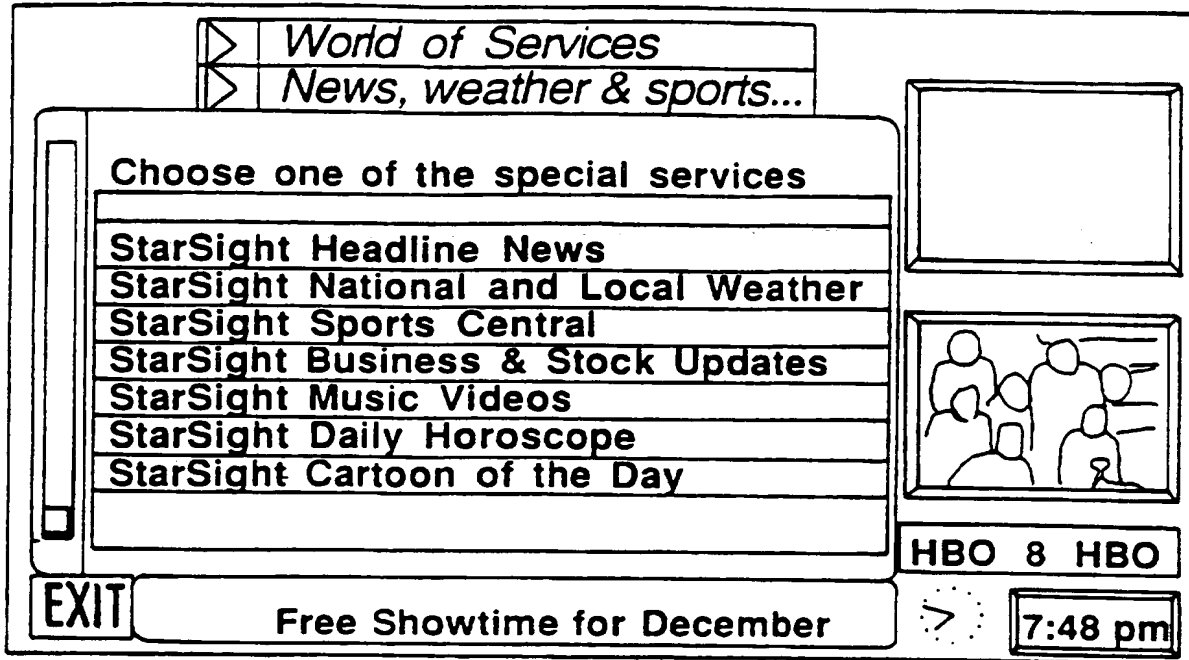 World of Services
News, weather & sports...
Choose one of the special services
StarSight Headline News
StarSight National and Local Weather
StarSight Sports Central
StarSight Business & Stock Updates
StarSight Music Videos
StarSight Daily Horoscope
StarSight Cartoon of the Day
HBO 8 HBO
EXIT
Free Showtime for December
7:48 pm